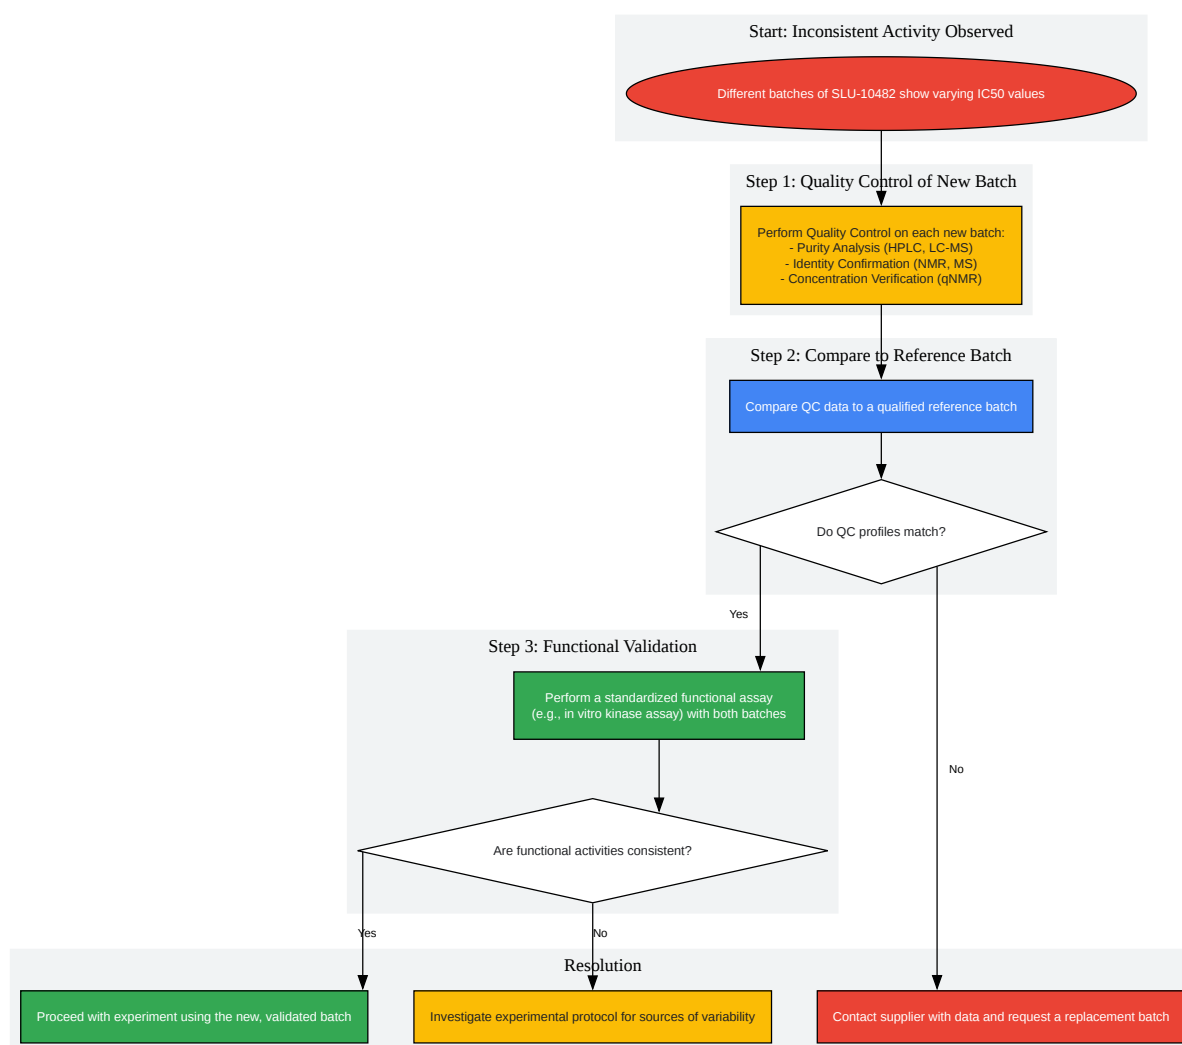 Start: Inconsistent Activity Observed
Different batches of SLU-10482 show varying IC50 values
Step 1: Quality Control of New Batch
Perform Quality Control on each new batch:
- Purity Analysis (HPLC, LC-MS)
- Identity Confirmation (NMR, MS)
- Concentration Verification (qNMR)
Step 2: Compare to Reference Batch
Compare QC data to a qualified reference batch
Do QC profiles match?
Yes
Step 3: Functional Validation
Perform a standardized functional assay
(e.g., in vitro kinase assay) with both batches
No
Are functional activities consistent?
Yes
No
Resolution
Proceed with experiment using the new, validated batch
Investigate experimental protocol for sources of variability
Contact supplier with data and request a replacement batch